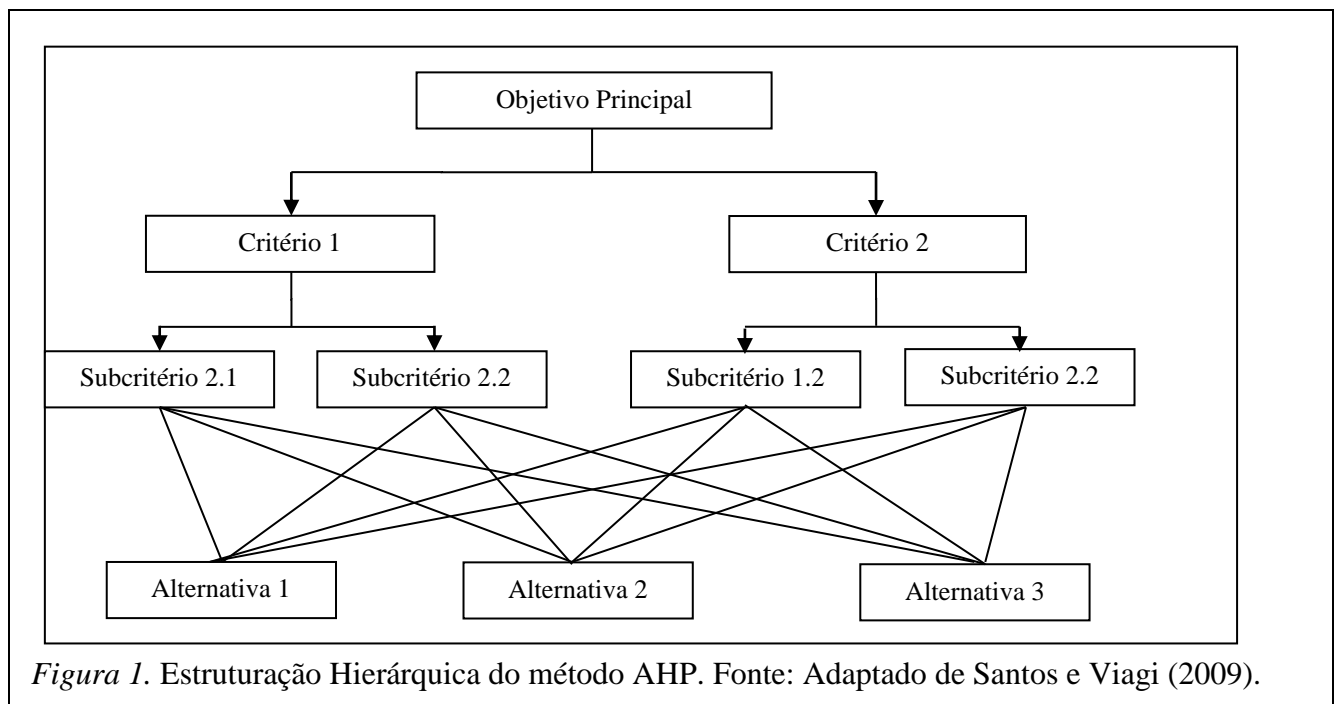 Objetivo Principal
Critério 1
Critério 2
Subcritério 2.1
Subcritério 2.2
Subcritério 1.2
Subcritério 2.2
Alternativa 1
Alternativa 2
Alternativa 3
Figura 1. Estruturação Hierárquica do método AHP. Fonte: Adaptado de Santos e Viagi (2009).